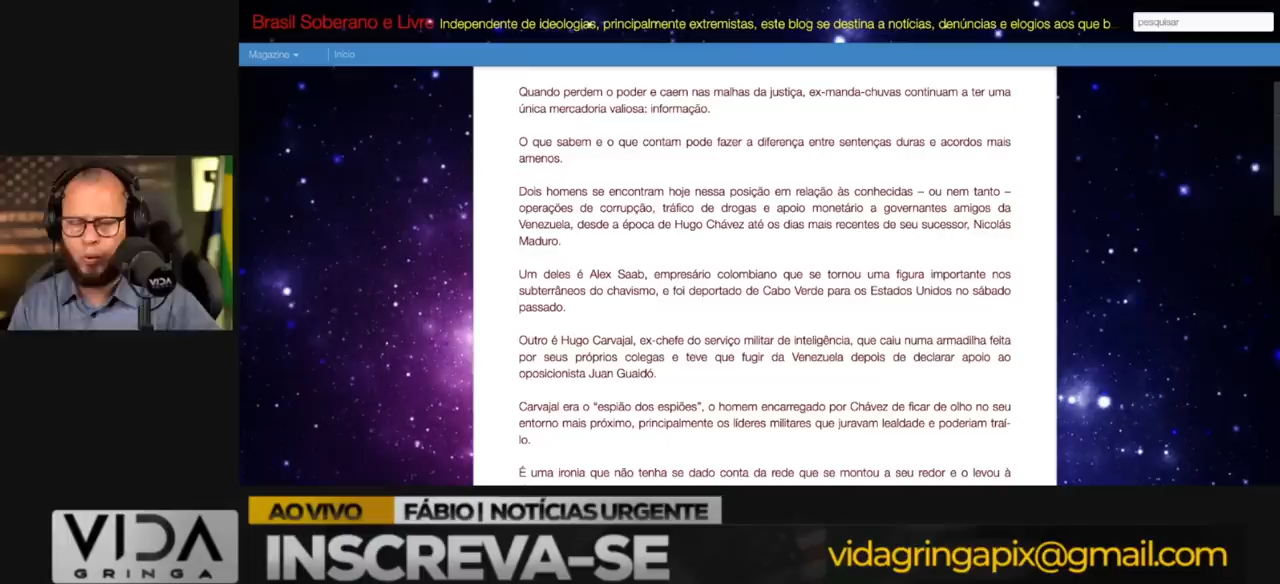 Brasil Soberano e Livre
Independente de ideologias, principalmente extremistas, este blog se destina a notícias, denúncias e elogios aos que b...
pesquisar
Magazine
Início
Quando perdem o poder e caem nas malhas da justiça, ex-manda-chuvas continuam a ter uma
única mercadoria valiosa: informação.
O que sabem e o que contam pode fazer a diferença entre sentenças duras e acordos mais
amenos.
Dois homens se encontram hoje nessa posição em relação às conhecidas – ou nem tanto –
operações de corrupção, tráfico de drogas e apoio monetário a governantes amigos da
Venezuela, desde a época de Hugo Chávez até os dias mais recentes de seu sucessor, Nicolás
Maduro.
Um deles é Alex Saab, empresário colombiano que se tornou uma figura importante nos
subterrâneos do chavismo, e foi deportado de Cabo Verde para os Estados Unidos no sábado
passado.
Outro é Hugo Carvajal, ex-chefe do serviço militar de inteligência, que caiu numa armadilha feita
por seus próprios colegas e teve que fugir da Venezuela depois de declarar apoio ao
oposicionista Juan Guaidó.
Carvajal era o “espião dos espiões”, o homem encarregado por Chávez de ficar de olho no seu
entorno mais próximo, principalmente os líderes militares que juravam lealdade e poderiam traí-
lo.
É uma ironia que não tenha se dado conta da rede que se montou a seu redor e o levou à
VIDA
AO VIVO
FÁBIO | NOTÍCIAS URGENTE
VIDA
GRINGA
INSCREVA-SE
vidagringapix@gmail.com